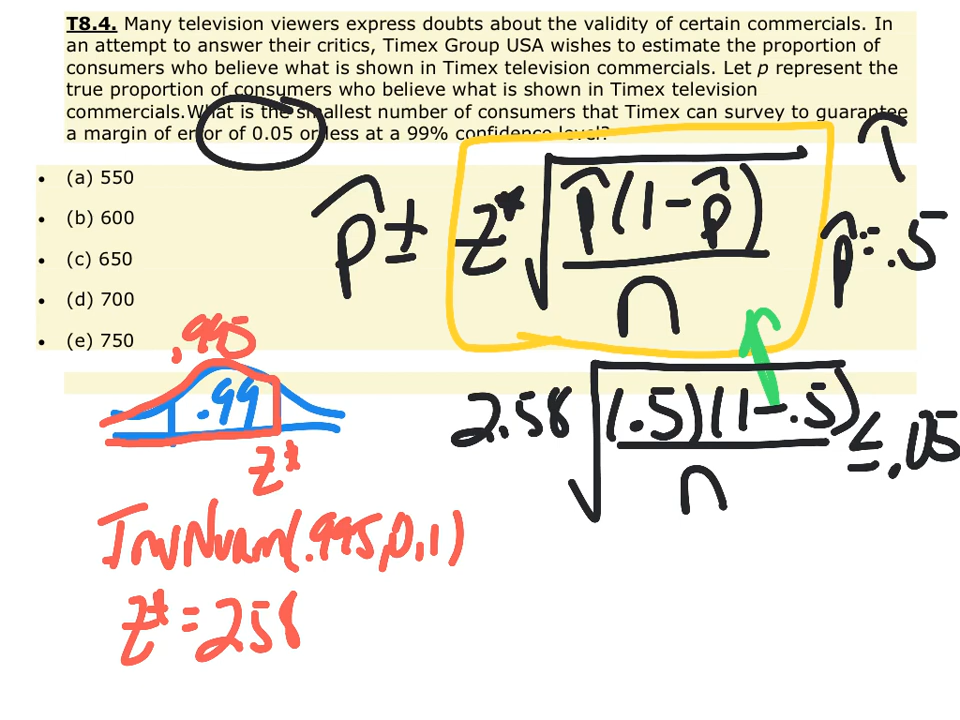 T8.4. Many television viewers express doubts about the validity of certain commercials. In
an attempt to answer their critics, Timex Group USA wishes to estimate the proportion of
consumers who believe what is shown in Timex television commercials. Let p represent the
true proportion of consumers who believe what is shown in Timex television
commercials.What is the smallest number of consumers that Timex can survey to guarantee
a margin of error of 0.05 or less at a 99% confidence level?
• (a) 550
• (b) 600
• (c) 650
• (d) 700
• (e) 750
p̂ ± z* √(p̂(1-p̂)/n)
p̂=.5
.995
.99
z*
2.58 √((.5)(1-.5)/n) ≤ .05
InvNorm(.995,0,1)
z*=258